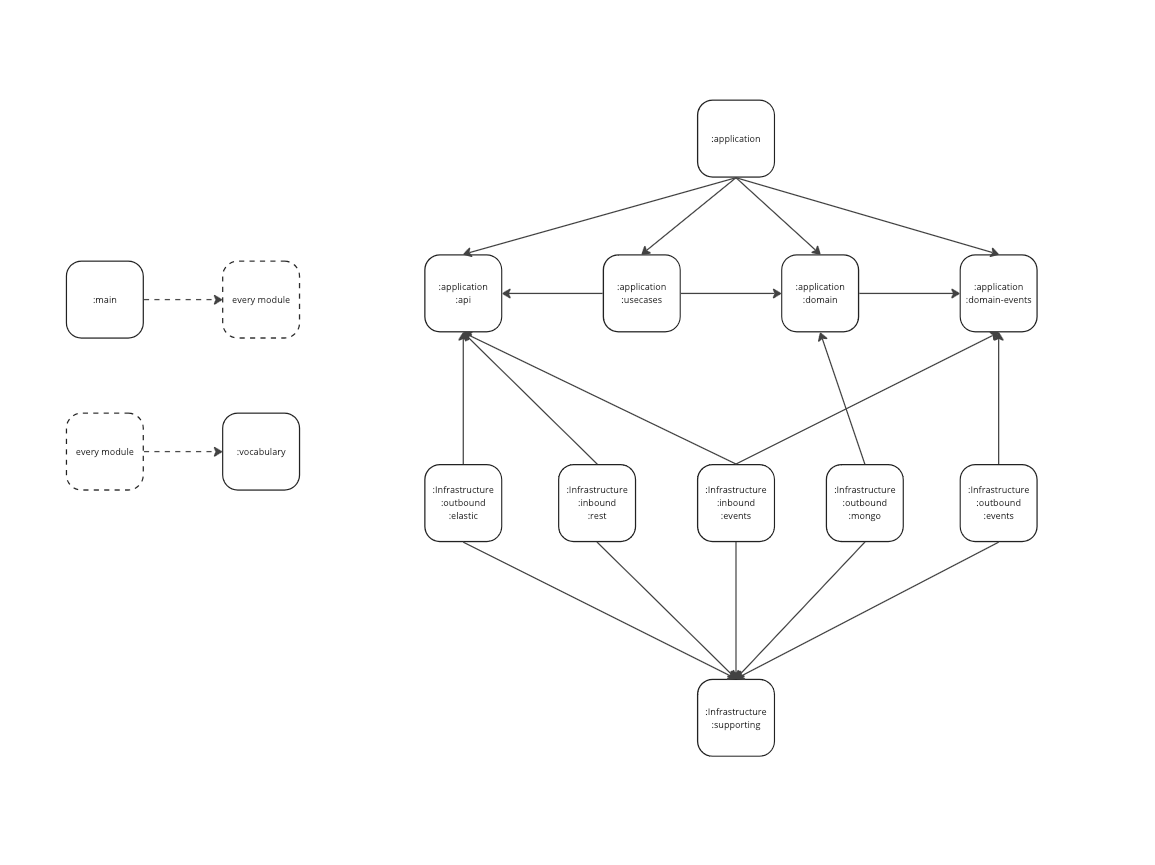 :application
:main
every module
:application
:api
:application
:usecases
:application
:domain
:application
:domain-events
every module
:vocabulary
:Infrastructure
:outbound
:elastic
:Infrastructure
:inbound
:rest
:Infrastructure
:inbound
:events
:Infrastructure
:outbound
:mongo
:Infrastructure
:outbound
:events
:Infrastructure
:supporting